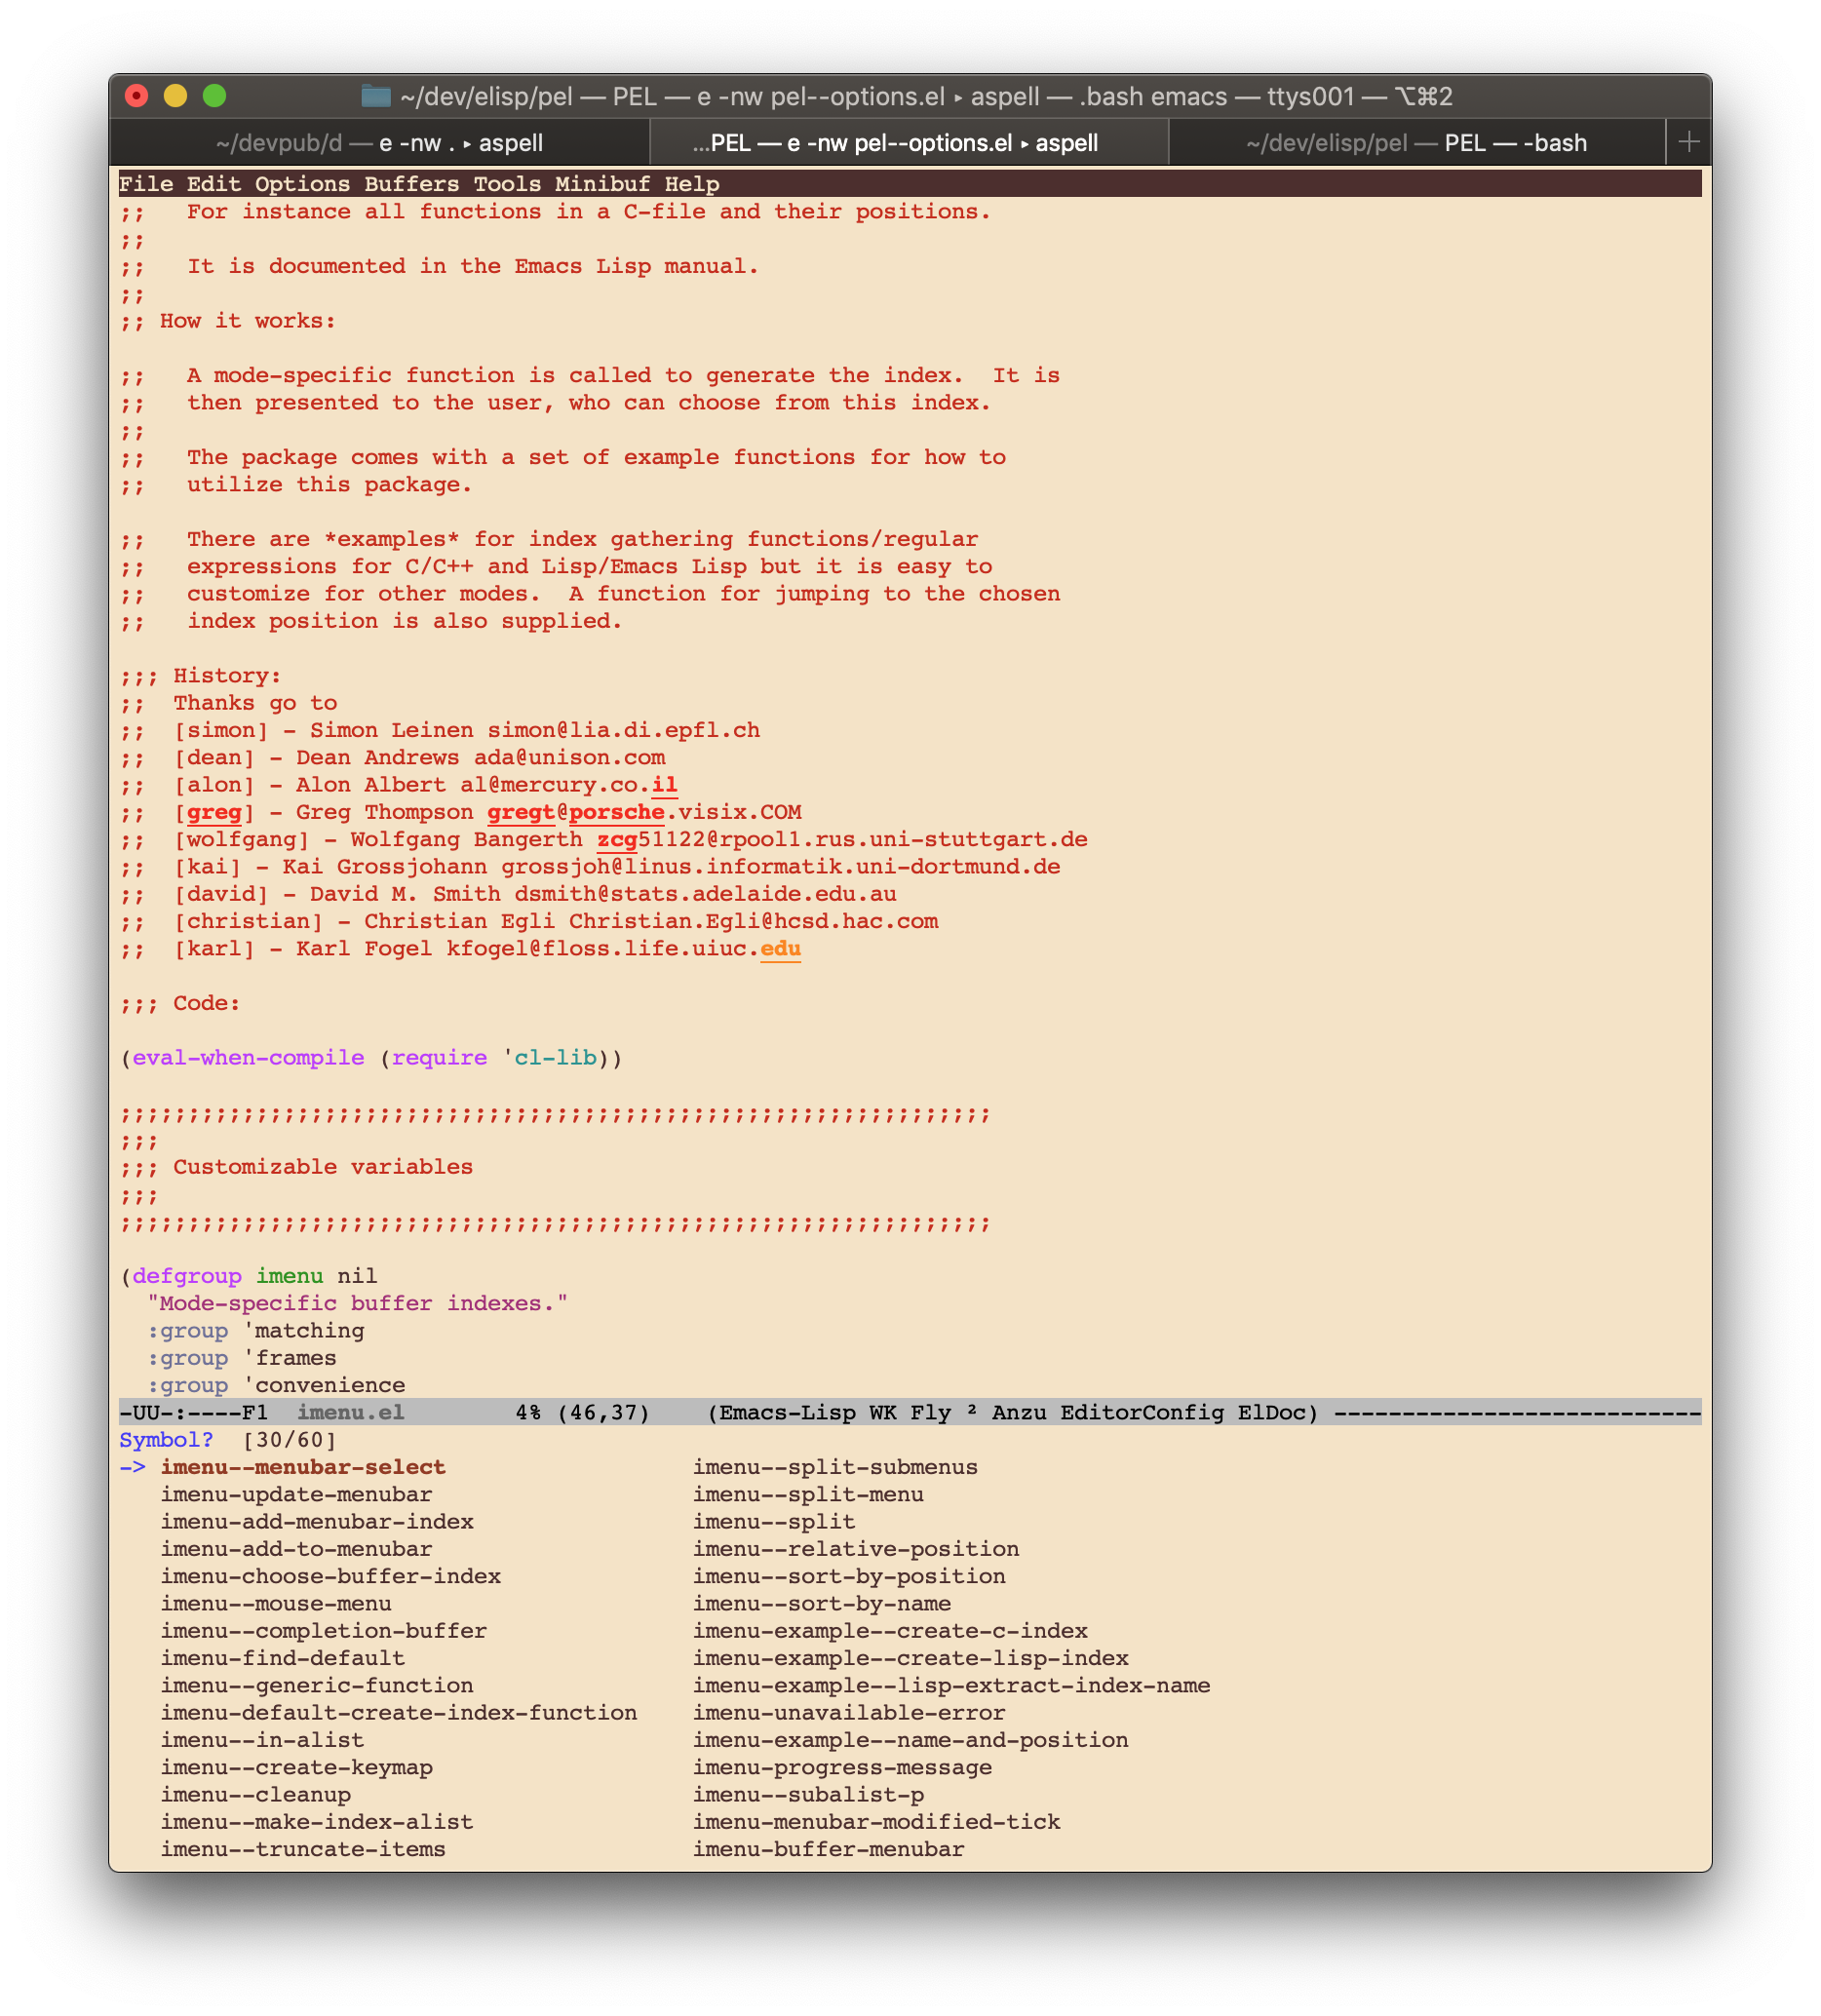 ~/dev/elisp/pel — PEL — e -nw pel--options.el ▸ aspell — .bash emacs — ttys001 — ⌥⌘2
~/devpub/d — e -nw . ▸ aspell ...PEL — e -nw pel--options.el ▸ aspell ~/dev/elisp/pel — PEL — -bash +
File Edit Options Buffers Tools Minibuf Help
;;   For instance all functions in a C-file and their positions.
;;
;;   It is documented in the Emacs Lisp manual.
;;
;; How it works:
;;   A mode-specific function is called to generate the index.  It is
;;   then presented to the user, who can choose from this index.
;;
;;   The package comes with a set of example functions for how to
;;   utilize this package.
;;   There are *examples* for index gathering functions/regular
;;   expressions for C/C++ and Lisp/Emacs Lisp but it is easy to
;;   customize for other modes.  A function for jumping to the chosen
;;   index position is also supplied.
;;; History:
;;  Thanks go to
;;  [simon] - Simon Leinen simon@lia.di.epfl.ch
;;  [dean] - Dean Andrews ada@unison.com
;;  [alon] - Alon Albert al@mercury.co.il
;;  [greg] - Greg Thompson gregt@porsche.visix.COM
;;  [wolfgang] - Wolfgang Bangerth zcg51122@rpool1.rus.uni-stuttgart.de
;;  [kai] - Kai Grossjohann grossjoh@linus.informatik.uni-dortmund.de
;;  [david] - David M. Smith dsmith@stats.adelaide.edu.au
;;  [christian] - Christian Egli Christian.Egli@hcsd.hac.com
;;  [karl] - Karl Fogel kfogel@floss.life.uiuc.edu
;;; Code:
(eval-when-compile (require 'cl-lib))
;;;;;;;;;;;;;;;;;;;;;;;;;;;;;;;;;;;;;;;;;;;;;;;;;;;;;;;;;;;;;;;;
;;;
;;; Customizable variables
;;;
;;;;;;;;;;;;;;;;;;;;;;;;;;;;;;;;;;;;;;;;;;;;;;;;;;;;;;;;;;;;;;;;
(defgroup imenu nil
  "Mode-specific buffer indexes."
  :group 'matching
  :group 'frames
  :group 'convenience
-UU-:----F1  imenu.el        4% (46,37)    (Emacs-Lisp WK Fly ² Anzu EditorConfig ElDoc) ---------------------------
Symbol?  [30/60]
-> imenu--menubar-select                  imenu--split-submenus
   imenu-update-menubar                   imenu--split-menu
   imenu-add-menubar-index                imenu--split
   imenu-add-to-menubar                   imenu--relative-position
   imenu-choose-buffer-index              imenu--sort-by-position
   imenu--mouse-menu                      imenu--sort-by-name
   imenu--completion-buffer               imenu-example--create-c-index
   imenu-find-default                     imenu-example--create-lisp-index
   imenu--generic-function                imenu-example--lisp-extract-index-name
   imenu-default-create-index-function    imenu-unavailable-error
   imenu--in-alist                        imenu-example--name-and-position
   imenu--create-keymap                   imenu-progress-message
   imenu--cleanup                         imenu--subalist-p
   imenu--make-index-alist                imenu-menubar-modified-tick
   imenu--truncate-items                  imenu-buffer-menubar